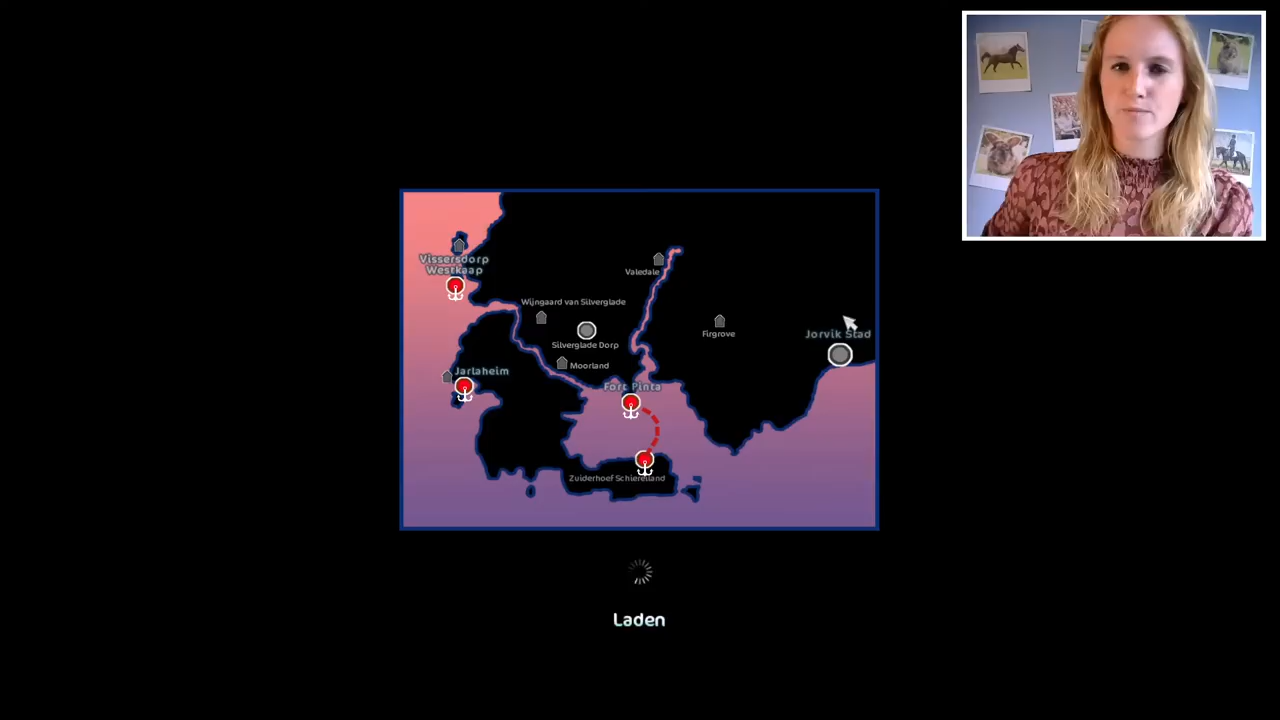 Vissersdorp
Westkaap
Valedale
Wijngaard van Silverglade
Silverglade Dorp
Firgrove
Jorvik Stad
Moorland
Jarlaheim
Fort Pinta
Zuiderhoef Schiereiland
Laden